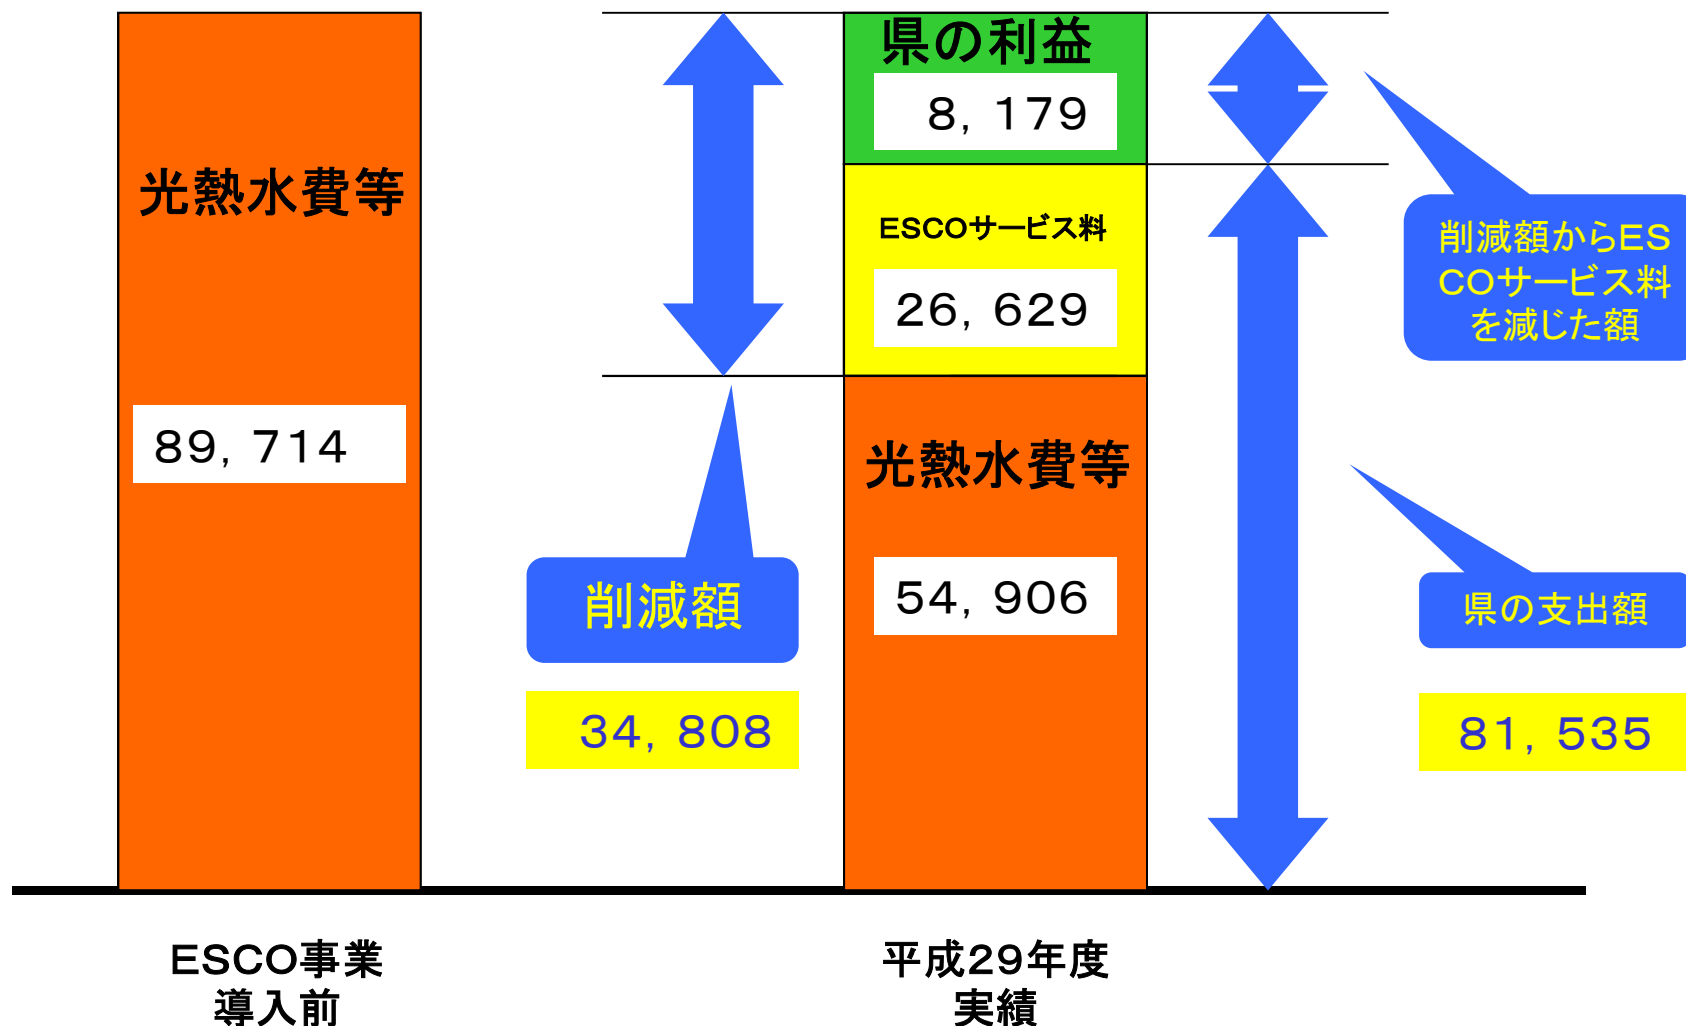 光熱水費等
89，714
削減額
34，808
県の利益
8，179
ESCOサービス料
26，629
光熱水費等
54，906
削減額からES
COサービス料
を減じた額
県の支出額
81，535
ESCO事業
導入前
平成29年度
実績